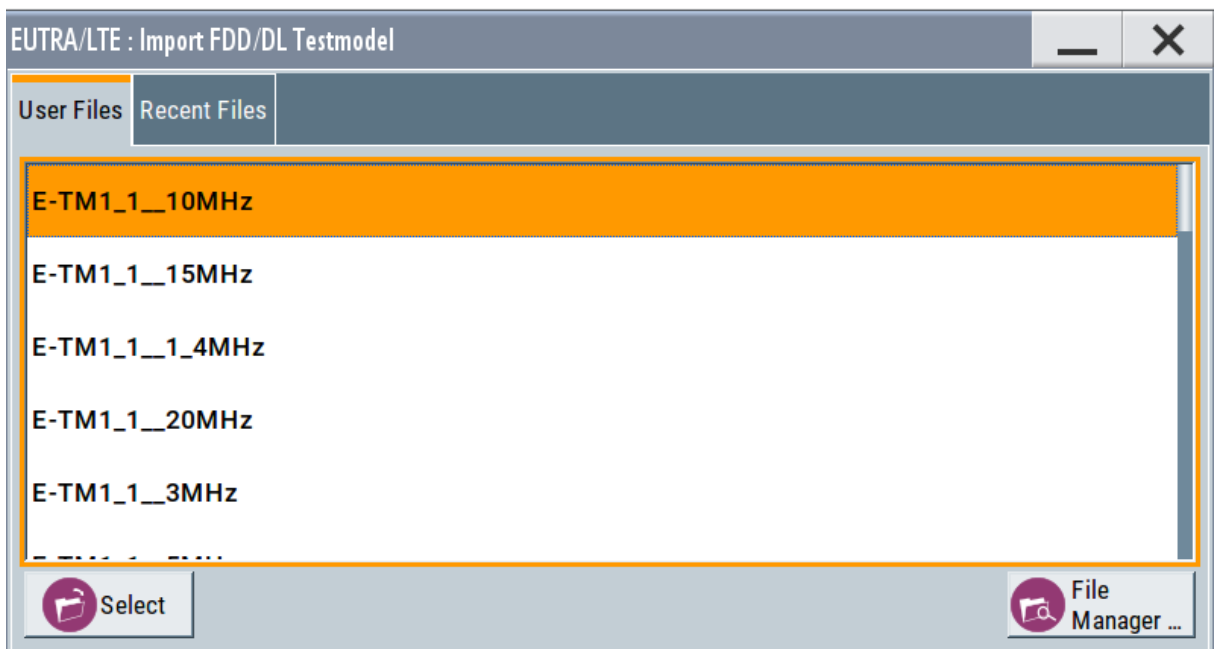 EUTRA/LTE : Import FDD/DL Testmodel
User Files
Recent Files
E-TM1_1__10MHz
E-TM1_1__15MHz
E-TM1_1__1_4MHz
E-TM1_1__20MHz
E-TM1_1__3MHz
Select
File
Manager ...